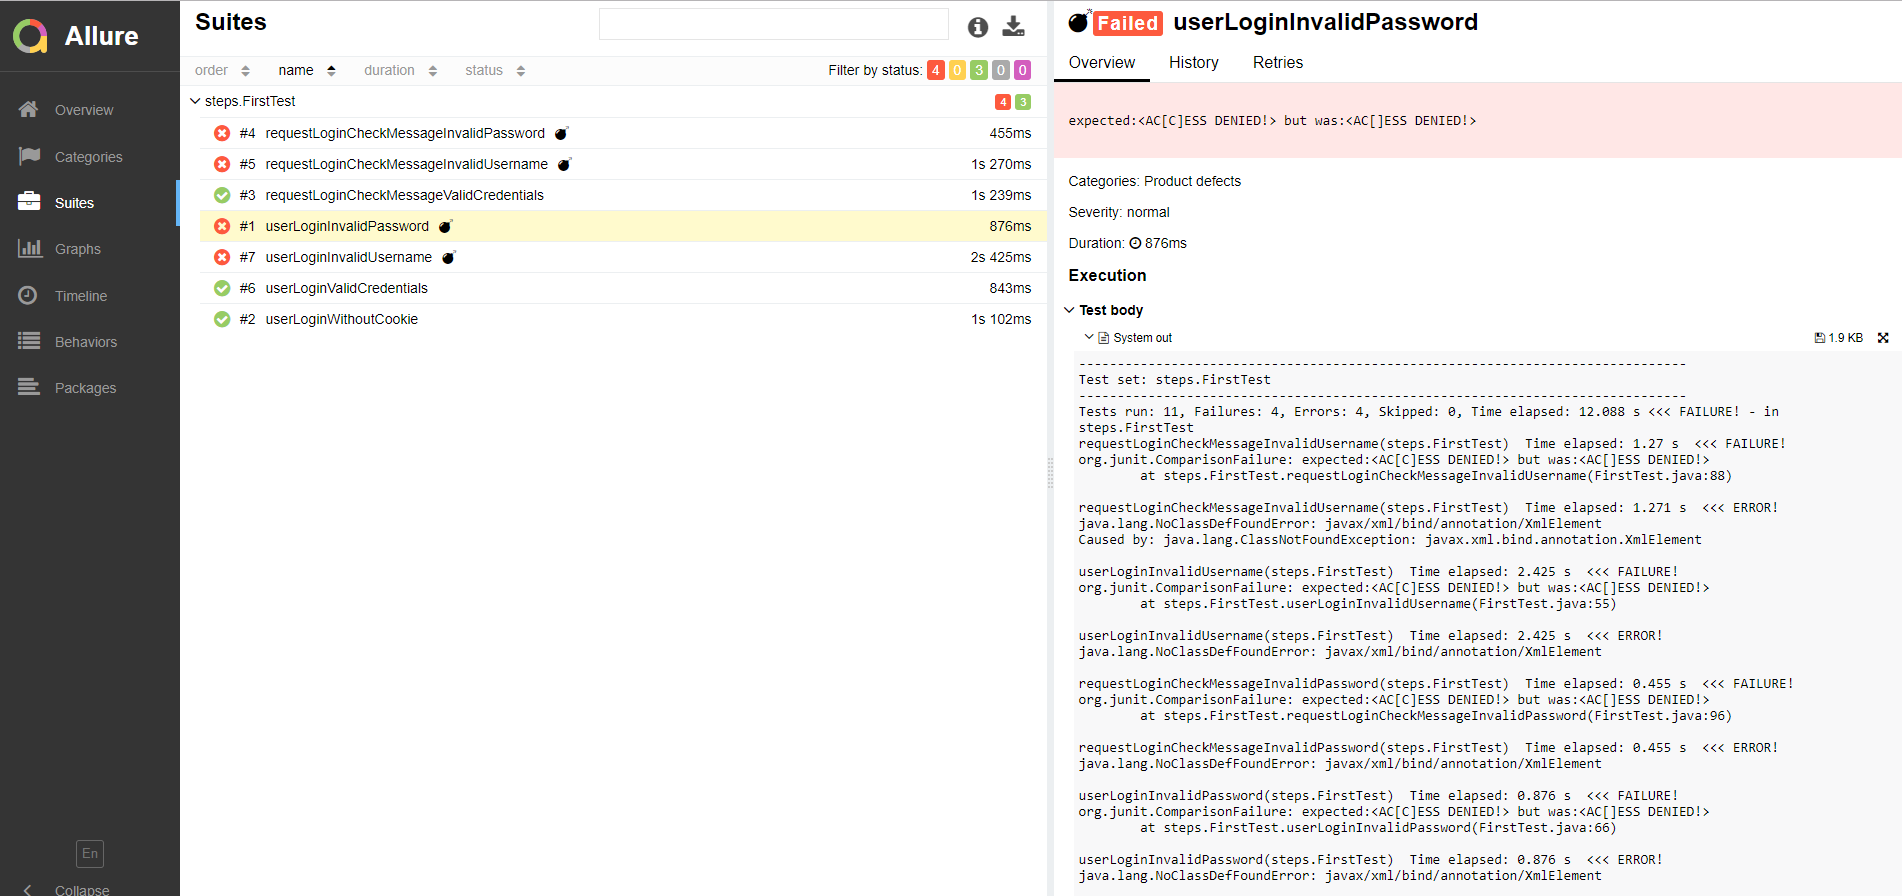 Allure
Overview
Categories
Suites
Graphs
Timeline
Behaviors
Packages
En
Collapse
Suites
order name duration status Filter by status: 4 0 3 0 0
steps.FirstTest 4 3
#4 requestLoginCheckMessageInvalidPassword 455ms
#5 requestLoginCheckMessageInvalidUsername 1s 270ms
#3 requestLoginCheckMessageValidCredentials 1s 239ms
#1 userLoginInvalidPassword 876ms
#7 userLoginInvalidUsername 2s 425ms
#6 userLoginValidCredentials 843ms
#2 userLoginWithoutCookie 1s 102ms
Failed userLoginInvalidPassword
Overview History Retries
expected:<AC[C]ESS DENIED!> but was:<AC[]ESS DENIED!>
Categories: Product defects
Severity: normal
Duration: 876ms
Execution
Test body
System out 1.9 KB
-------------------------------------------------------------------------------
Test set: steps.FirstTest
-------------------------------------------------------------------------------
Tests run: 11, Failures: 4, Errors: 4, Skipped: 0, Time elapsed: 12.088 s <<< FAILURE! - in
steps.FirstTest
requestLoginCheckMessageInvalidUsername(steps.FirstTest)  Time elapsed: 1.27 s  <<< FAILURE!
org.junit.ComparisonFailure: expected:<AC[C]ESS DENIED!> but was:<AC[]ESS DENIED!>
at steps.FirstTest.requestLoginCheckMessageInvalidUsername(FirstTest.java:88)
requestLoginCheckMessageInvalidUsername(steps.FirstTest)  Time elapsed: 1.271 s  <<< ERROR!
java.lang.NoClassDefFoundError: javax/xml/bind/annotation/XmlElement
Caused by: java.lang.ClassNotFoundException: javax.xml.bind.annotation.XmlElement
userLoginInvalidUsername(steps.FirstTest)  Time elapsed: 2.425 s  <<< FAILURE!
org.junit.ComparisonFailure: expected:<AC[C]ESS DENIED!> but was:<AC[]ESS DENIED!>
at steps.FirstTest.userLoginInvalidUsername(FirstTest.java:55)
userLoginInvalidUsername(steps.FirstTest)  Time elapsed: 2.425 s  <<< ERROR!
java.lang.NoClassDefFoundError: javax/xml/bind/annotation/XmlElement
requestLoginCheckMessageInvalidPassword(steps.FirstTest)  Time elapsed: 0.455 s  <<< FAILURE!
org.junit.ComparisonFailure: expected:<AC[C]ESS DENIED!> but was:<AC[]ESS DENIED!>
at steps.FirstTest.requestLoginCheckMessageInvalidPassword(FirstTest.java:96)
requestLoginCheckMessageInvalidPassword(steps.FirstTest)  Time elapsed: 0.455 s  <<< ERROR!
java.lang.NoClassDefFoundError: javax/xml/bind/annotation/XmlElement
userLoginInvalidPassword(steps.FirstTest)  Time elapsed: 0.876 s  <<< FAILURE!
org.junit.ComparisonFailure: expected:<AC[C]ESS DENIED!> but was:<AC[]ESS DENIED!>
at steps.FirstTest.userLoginInvalidPassword(FirstTest.java:66)
userLoginInvalidPassword(steps.FirstTest)  Time elapsed: 0.876 s  <<< ERROR!
java.lang.NoClassDefFoundError: javax/xml/bind/annotation/XmlElement